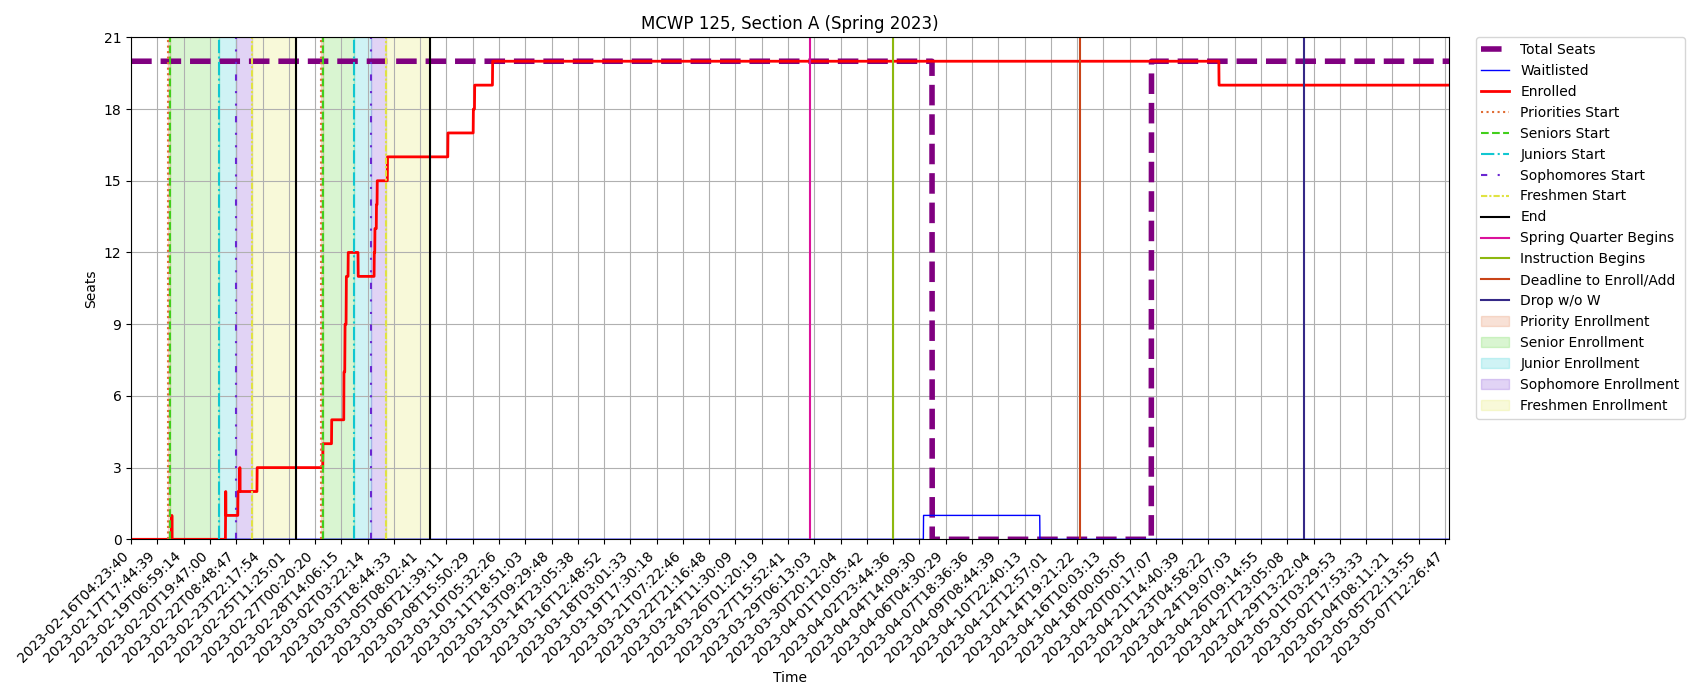 MCWP 125, Section A (Spring 2023)
21
18
15
12
9
6
3
0
Seats
2023-02-16T04:23:40
2023-02-17T17:44:39
2023-02-19T06:59:14
2023-02-20T19:47:00
2023-02-22T08:48:47
2023-02-23T22:17:54
2023-02-25T11:25:01
2023-02-27T00:20:20
2023-02-28T14:06:15
2023-03-02T03:22:14
2023-03-03T18:44:33
2023-03-05T08:02:41
2023-03-06T21:39:11
2023-03-08T15:50:29
2023-03-10T05:32:26
2023-03-11T18:51:03
2023-03-13T09:29:48
2023-03-14T23:05:38
2023-03-16T12:48:52
2023-03-18T03:01:33
2023-03-19T17:30:18
2023-03-21T07:22:46
2023-03-22T21:16:48
2023-03-24T11:30:09
2023-03-26T01:20:19
2023-03-27T15:52:41
2023-03-29T06:13:03
2023-03-30T20:12:04
2023-04-01T10:05:42
2023-04-02T23:44:36
2023-04-04T14:09:30
2023-04-06T04:30:29
2023-04-07T18:36:36
2023-04-09T08:44:39
2023-04-10T22:40:13
2023-04-12T12:57:01
2023-04-14T19:21:22
2023-04-16T10:03:13
2023-04-18T00:05:05
2023-04-20T00:17:07
2023-04-21T14:40:39
2023-04-23T04:58:22
2023-04-24T19:07:03
2023-04-26T09:14:55
2023-04-27T23:05:08
2023-04-29T13:22:04
2023-05-01T03:29:53
2023-05-02T17:53:33
2023-05-04T08:11:21
2023-05-05T22:13:55
2023-05-07T12:26:47
Time
Total Seats
Waitlisted
Enrolled
Priorities Start
Seniors Start
Juniors Start
Sophomores Start
Freshmen Start
End
Spring Quarter Begins
Instruction Begins
Deadline to Enroll/Add
Drop w/o W
Priority Enrollment
Senior Enrollment
Junior Enrollment
Sophomore Enrollment
Freshmen Enrollment